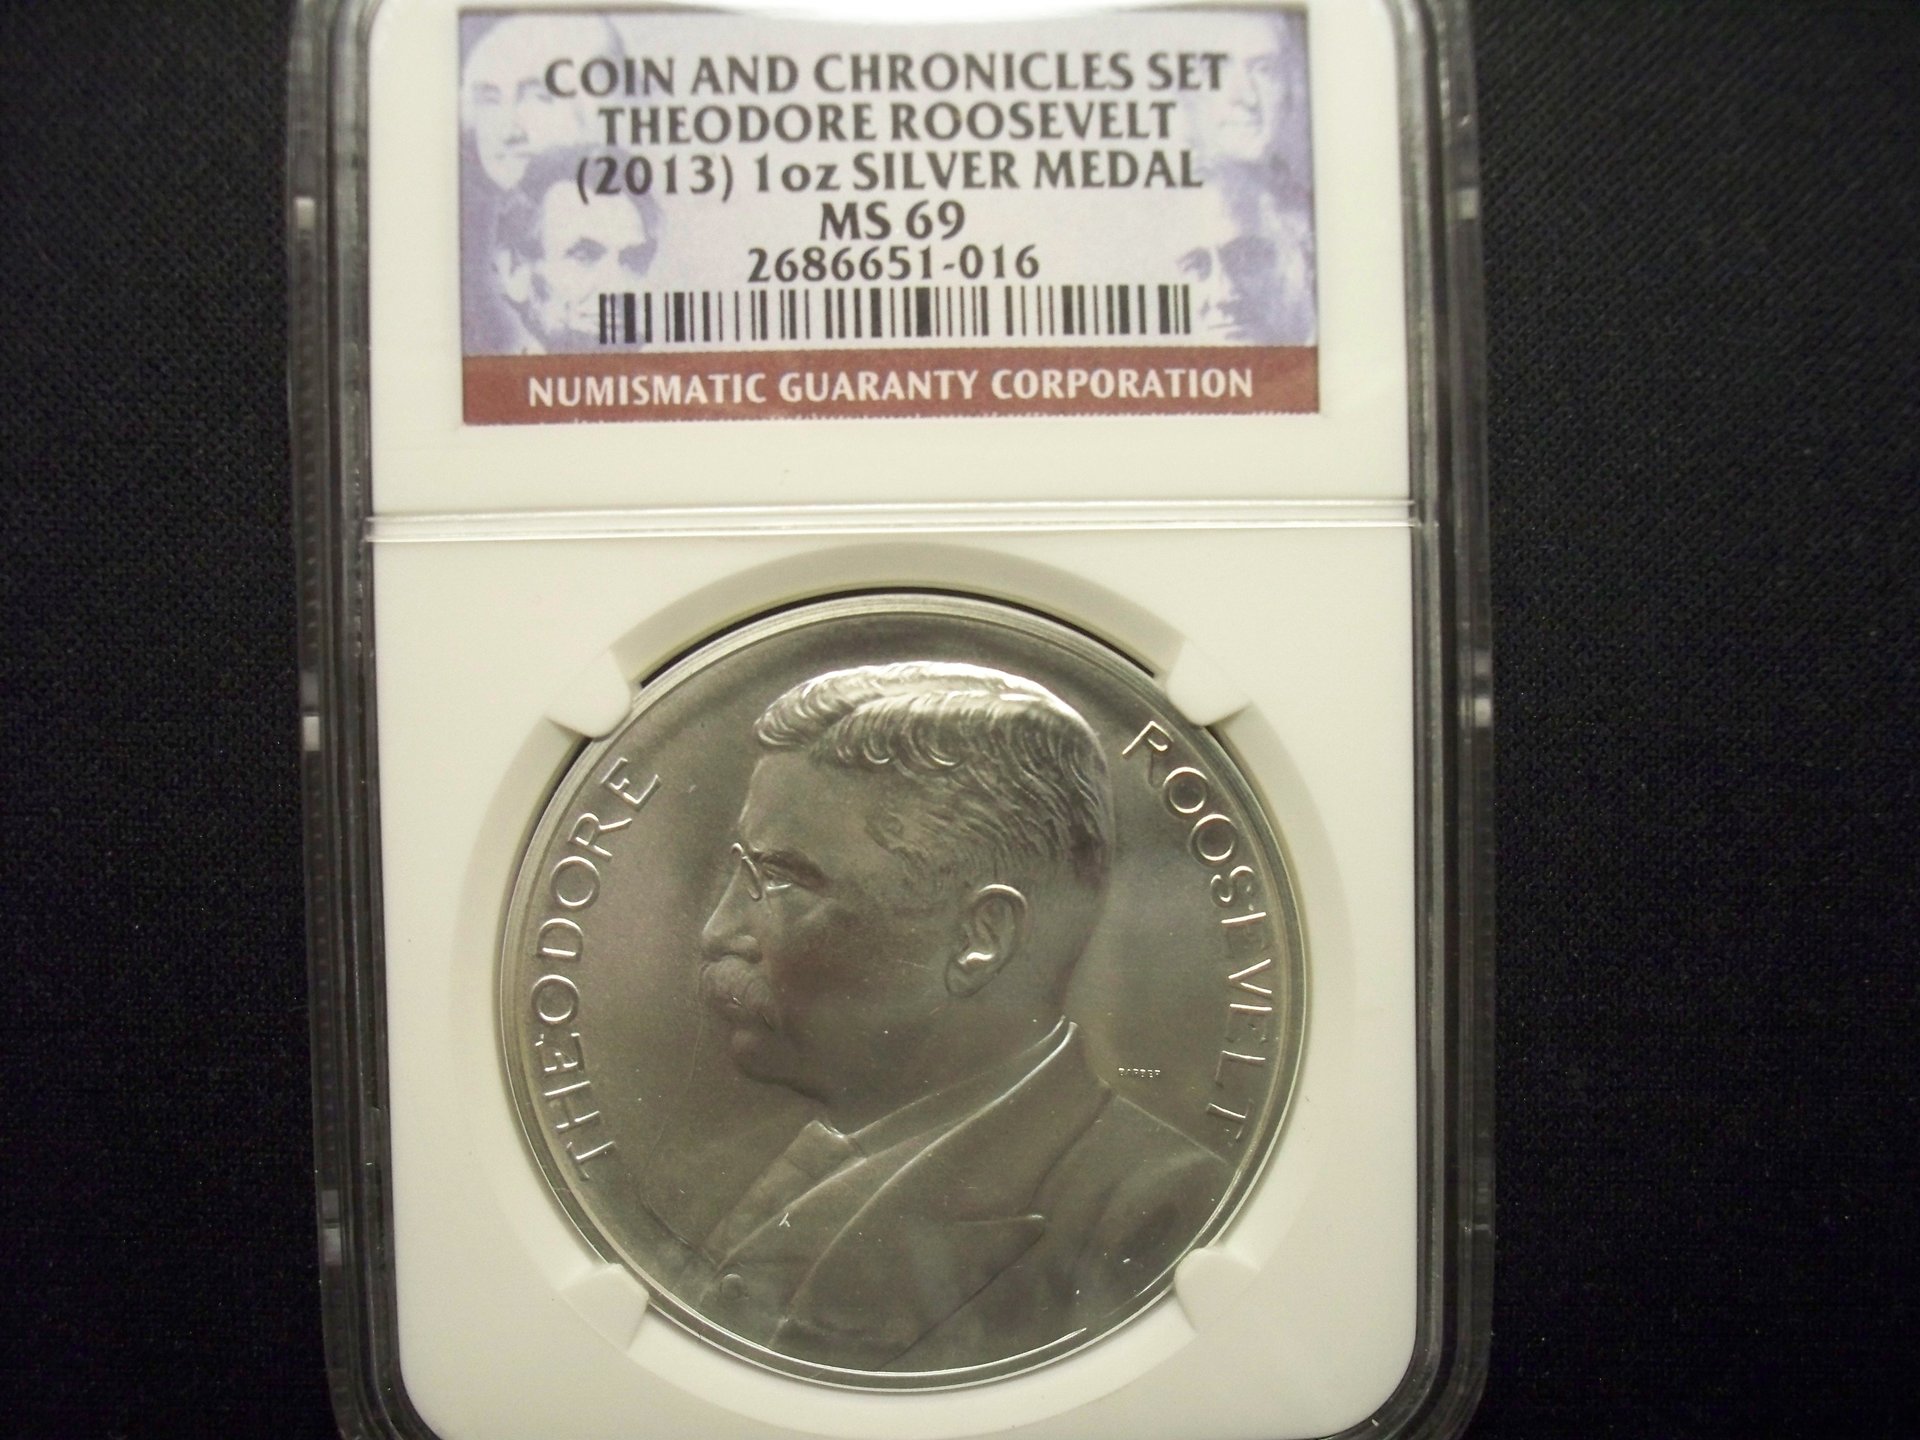 COIN AND CHRONICLES SET
THEODORE ROOSEVELT
(2013) 1oz SILVER MEDAL
MS 69
2686651-016
NUMISMATIC GUARANTY CORPORATION
THEODORE
ROOSEVELT
BARBER